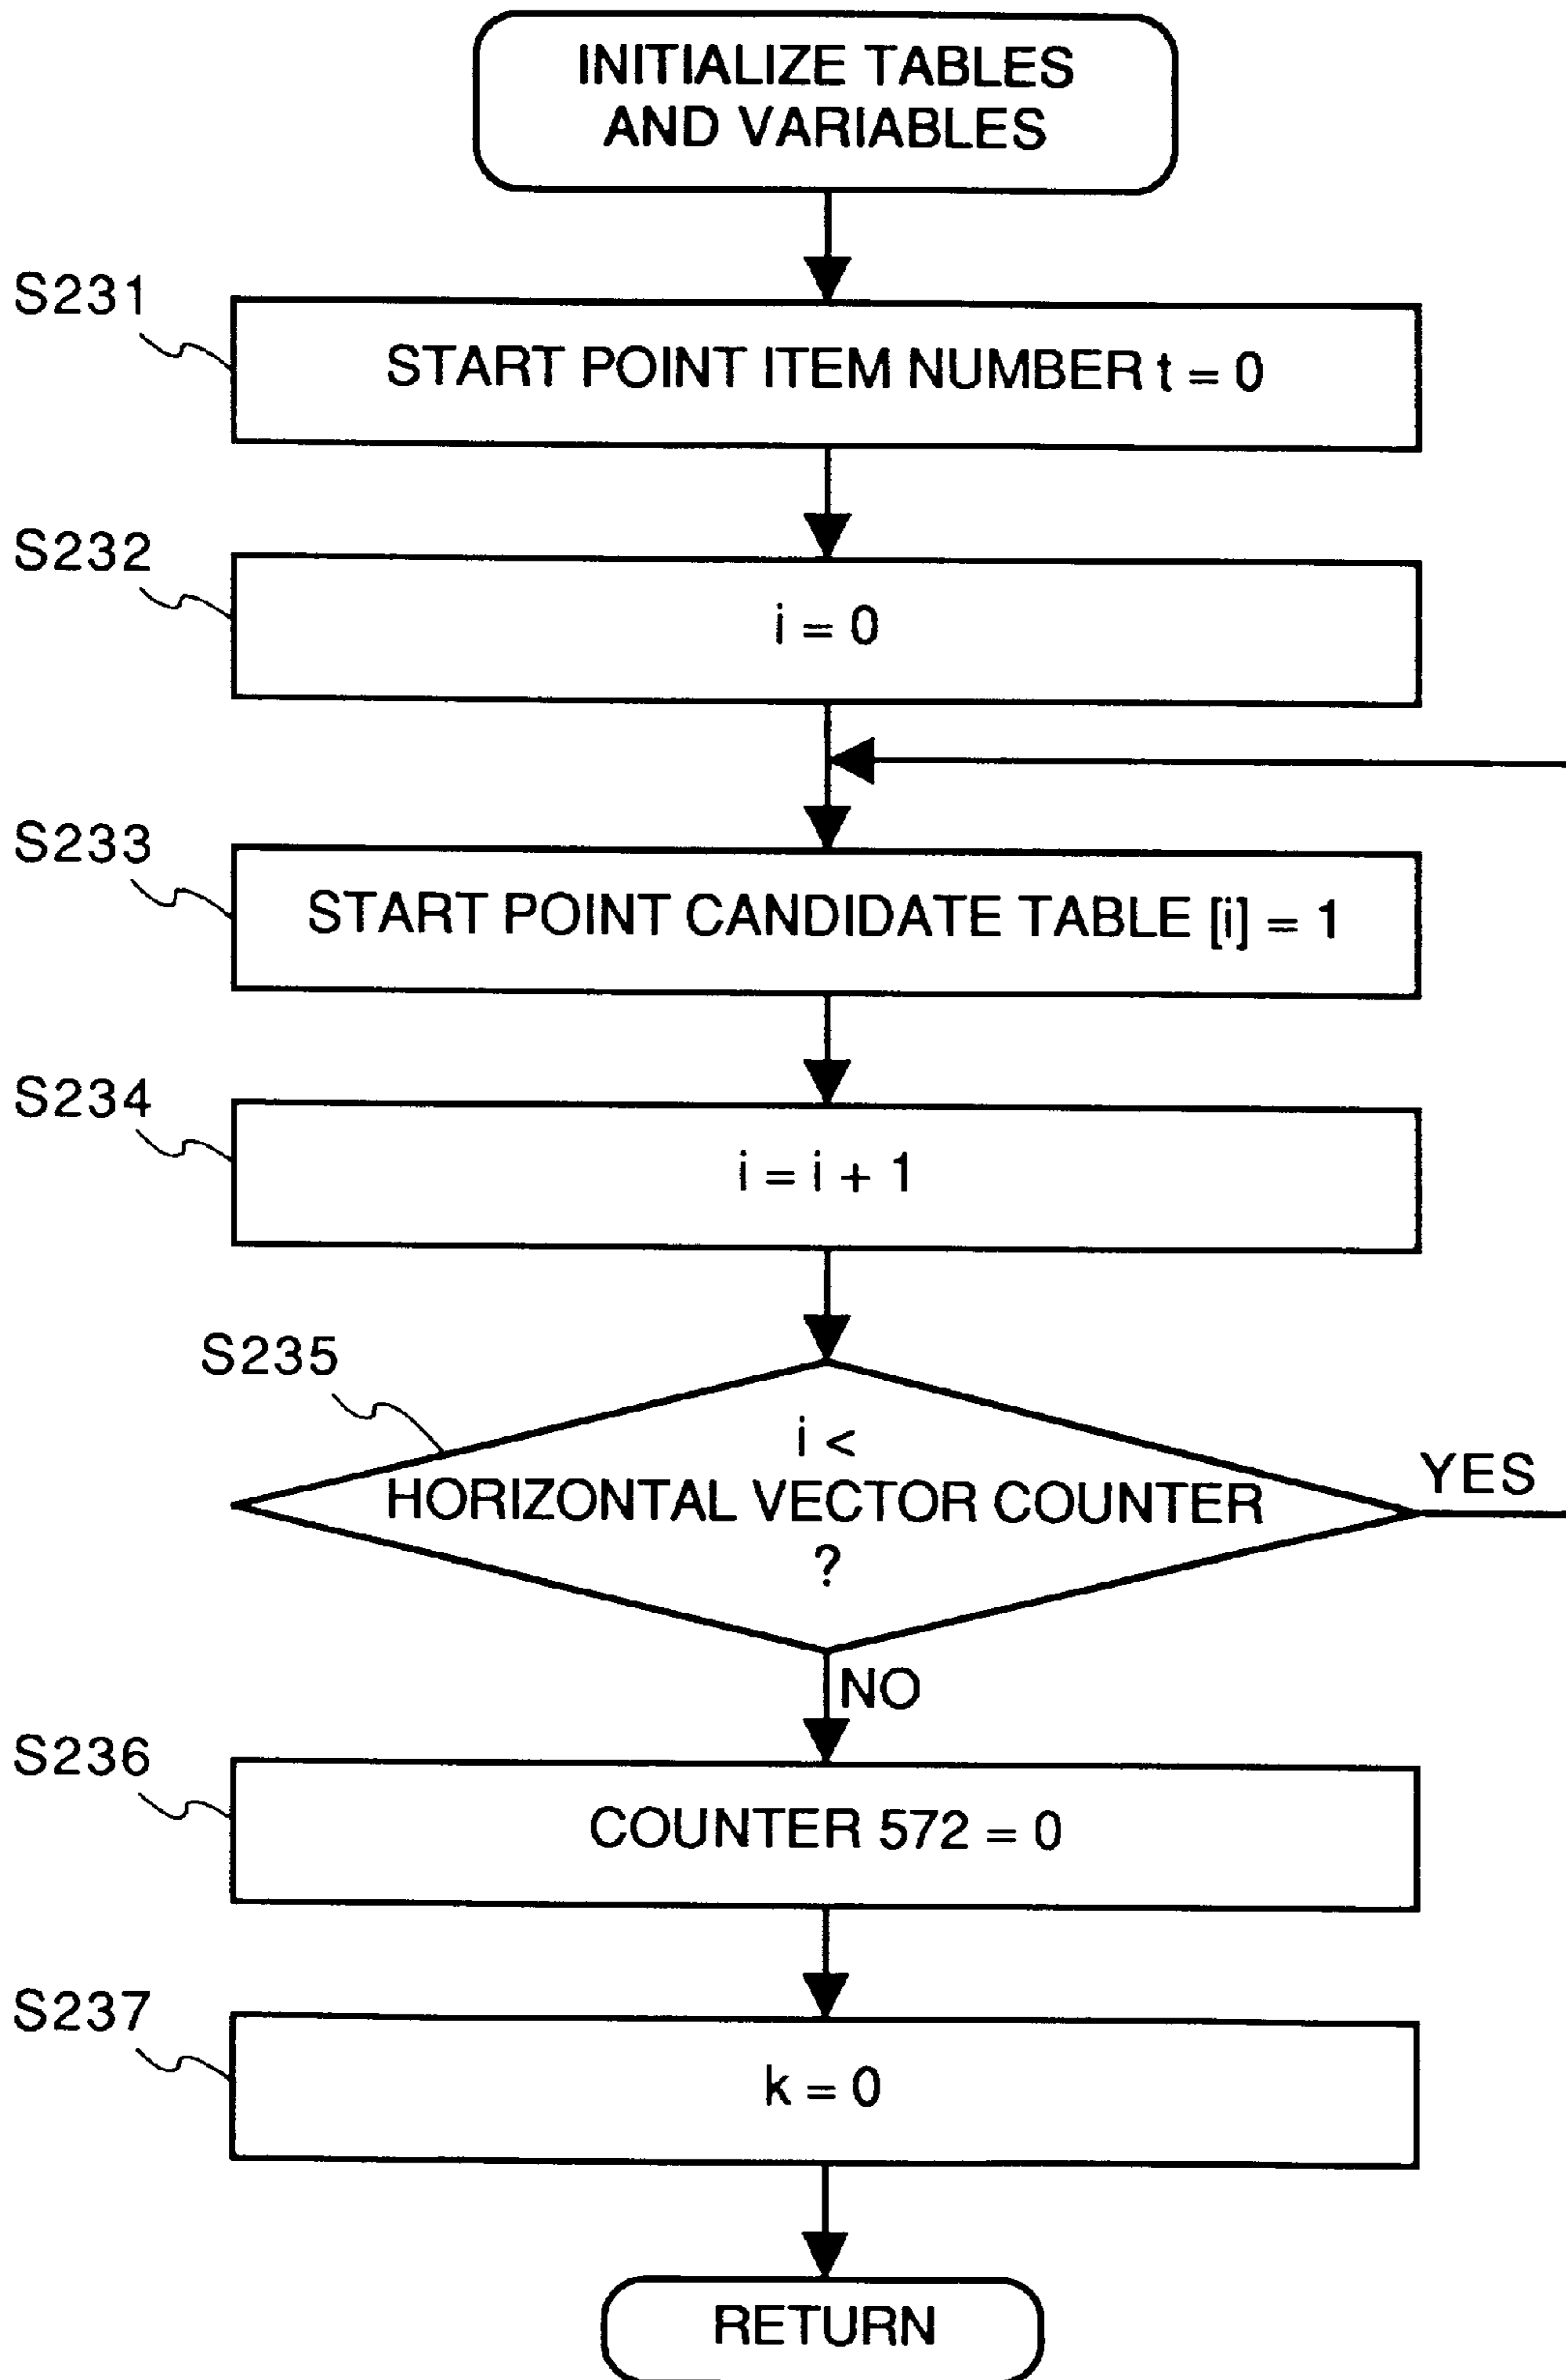 INITIALIZE TABLES
AND VARIABLES
S231
START POINT ITEM NUMBER t = 0
S232
i = 0
S233
START POINT CANDIDATE TABLE [i] = 1
S234
i = i + 1
S235
i <
HORIZONTAL VECTOR COUNTER
?
YES
NO
S236
COUNTER 572 = 0
S237
k = 0
RETURN